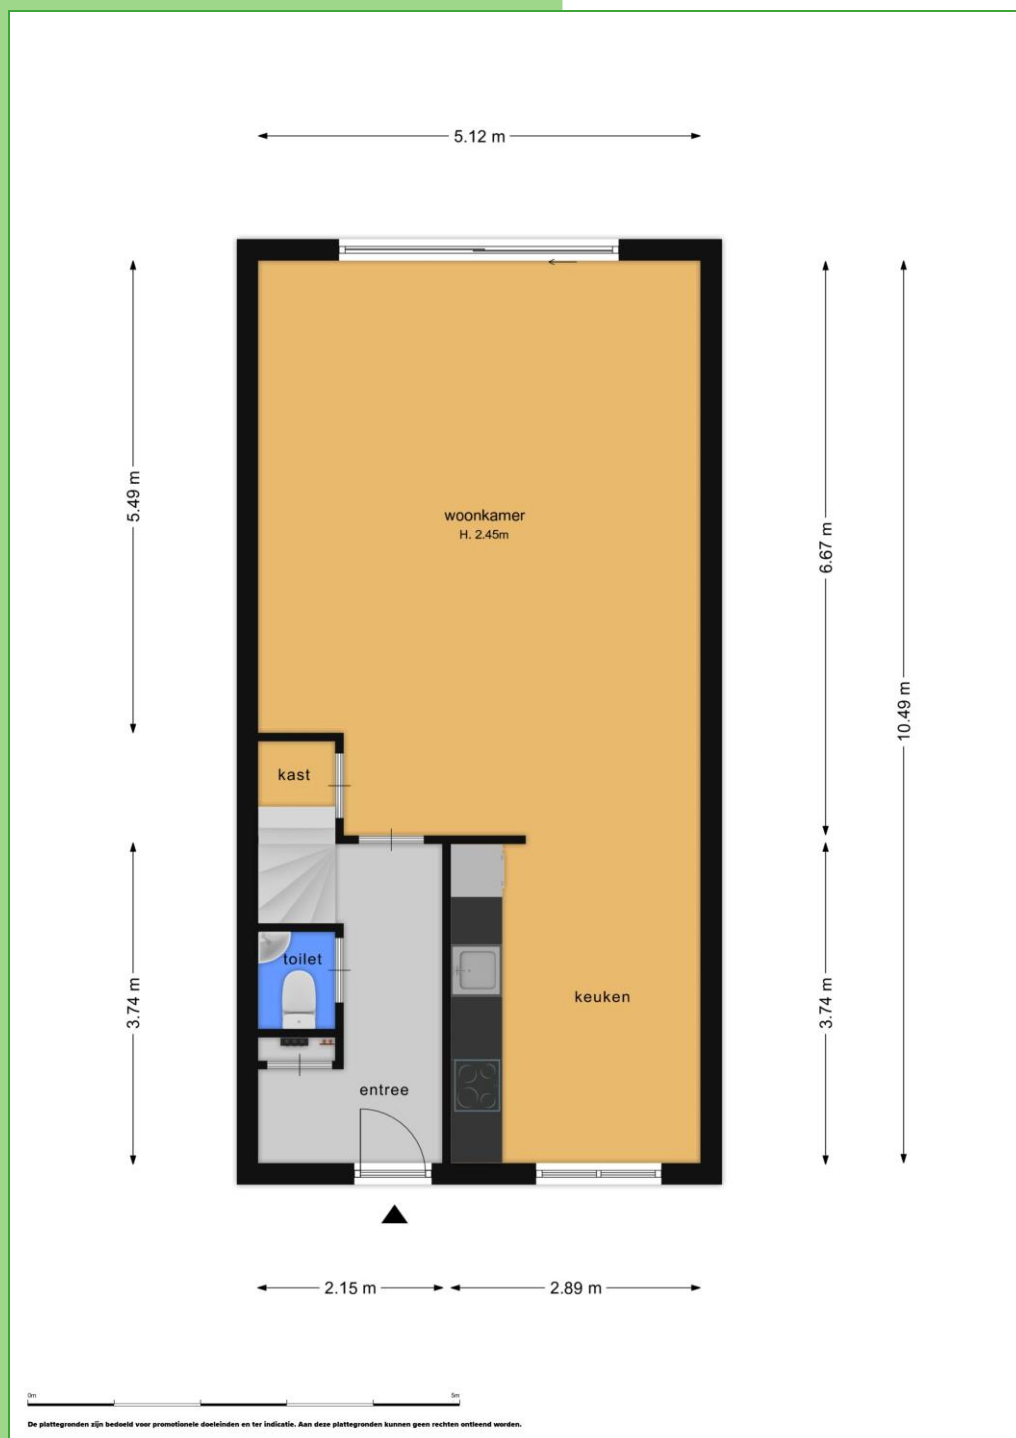 5.12 m
woonkamer
H. 2.45m
5.49 m
6.67 m
10.49 m
kast
toilet
keuken
3.74 m
3.74 m
entree
2.15 m
2.89 m
0m
5m
De plattegronden zijn bedoeld voor promotionele doeleinden en ter indicatie. Aan deze plattegronden kunnen geen rechten ontleend worden.